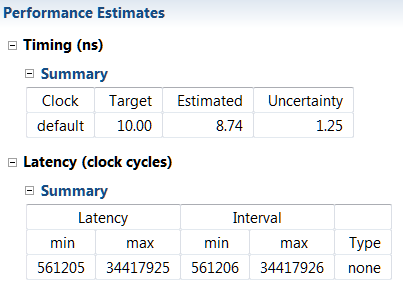 Performance Estimates
Timing (ns)
Summary
Clock Target Estimated Uncertainty
default 10.00 8.74 1.25
Latency (clock cycles)
Summary
Latency Interval
min max min max Type
561205 34417925 561206 34417926 none